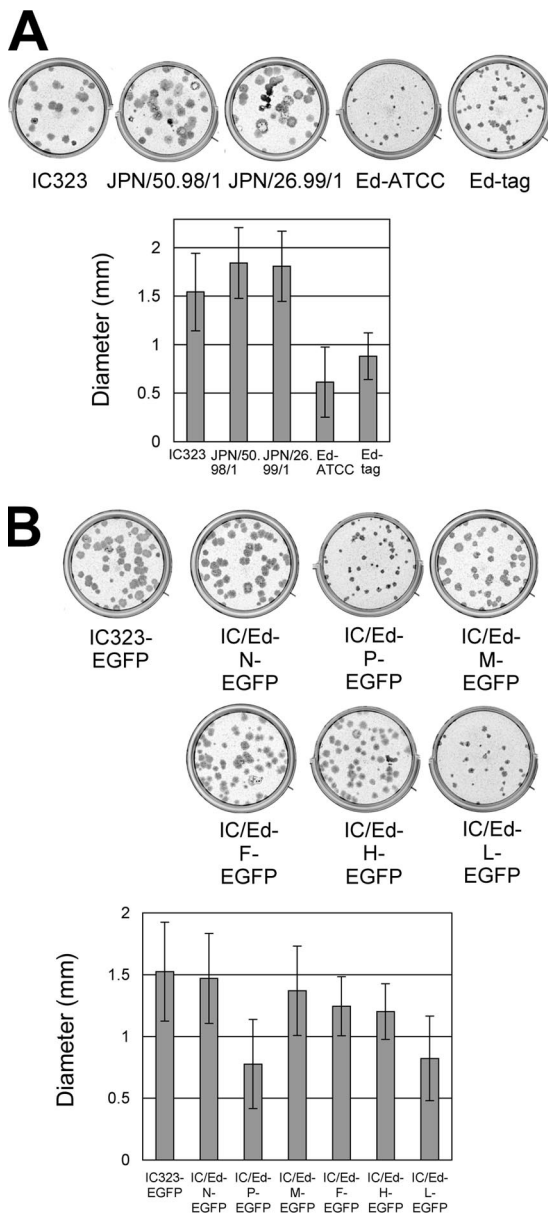 A
IC323 JPN/50.98/1 JPN/26.99/1 Ed-ATCC Ed-tag
Diameter (mm)
2
1.5
1
0.5
0
IC323 JPN/50. JPN/26. Ed- Ed-
98/1 99/1 ATCC tag
B
IC323- IC/Ed- IC/Ed- IC/Ed-
EGFP N- P- M-
EGFP EGFP EGFP
IC/Ed- IC/Ed- IC/Ed-
F- H- L-
EGFP EGFP EGFP
Diameter (mm)
2
1.5
1
0.5
0
IC323- IC/Ed- IC/Ed- IC/Ed- IC/Ed- IC/Ed- IC/Ed-
EGFP N- P- M- F- H- L-
EGFP EGFP EGFP EGFP EGFP EGFP